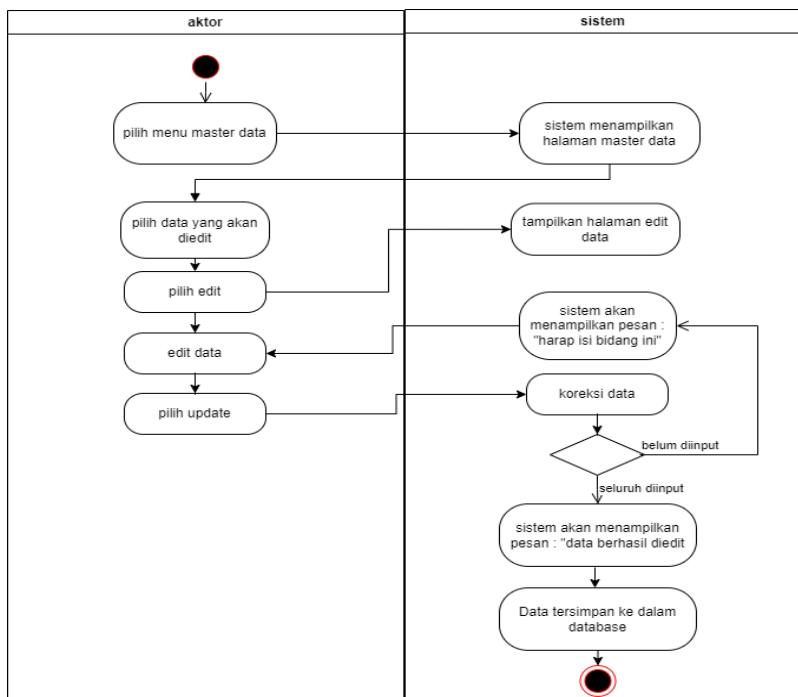 aktor
sistem
pilih menu master data
sistem menampilkan
halaman master data
pilih data yang akan
diedit
tampilkan halaman edit
data
pilih edit
sistem akan
menampilkan pesan :
"harap isi bidang ini"
edit data
pilih update
koreksi data
belum diinput
seluruh diinput
sistem akan menampilkan
pesan : "data berhasil diedit
Data tersimpan ke dalam
database